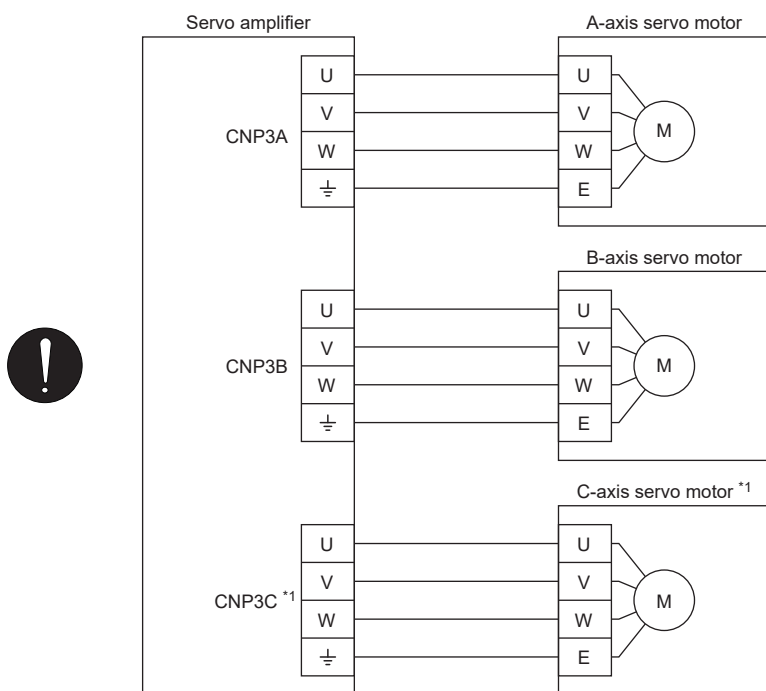 Servo amplifier
A-axis servo motor
CNP3A
U
V
W
U
V
W
E
M
B-axis servo motor
CNP3B
U
V
W
U
V
W
E
M
C-axis servo motor *1
CNP3C *1
U
V
W
U
V
W
E
M